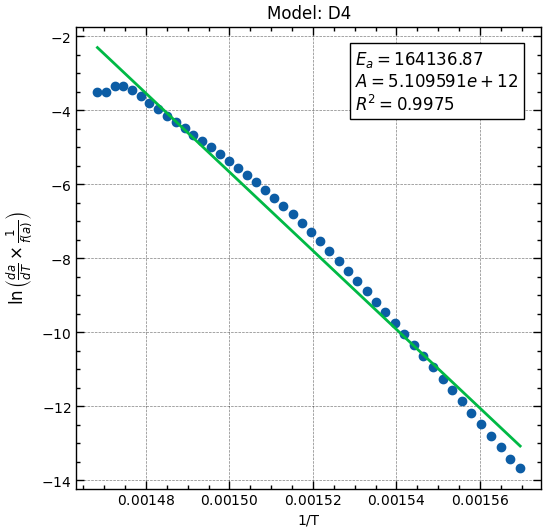 Model: D4
E_a = 164136.87
A = 5.109591e + 12
R^2 = 0.9975
−2
−4
−6
−8
−10
−12
−14
ln(da/dT × 1/f(a))
0.00148 0.00150 0.00152 0.00154 0.00156
1/T